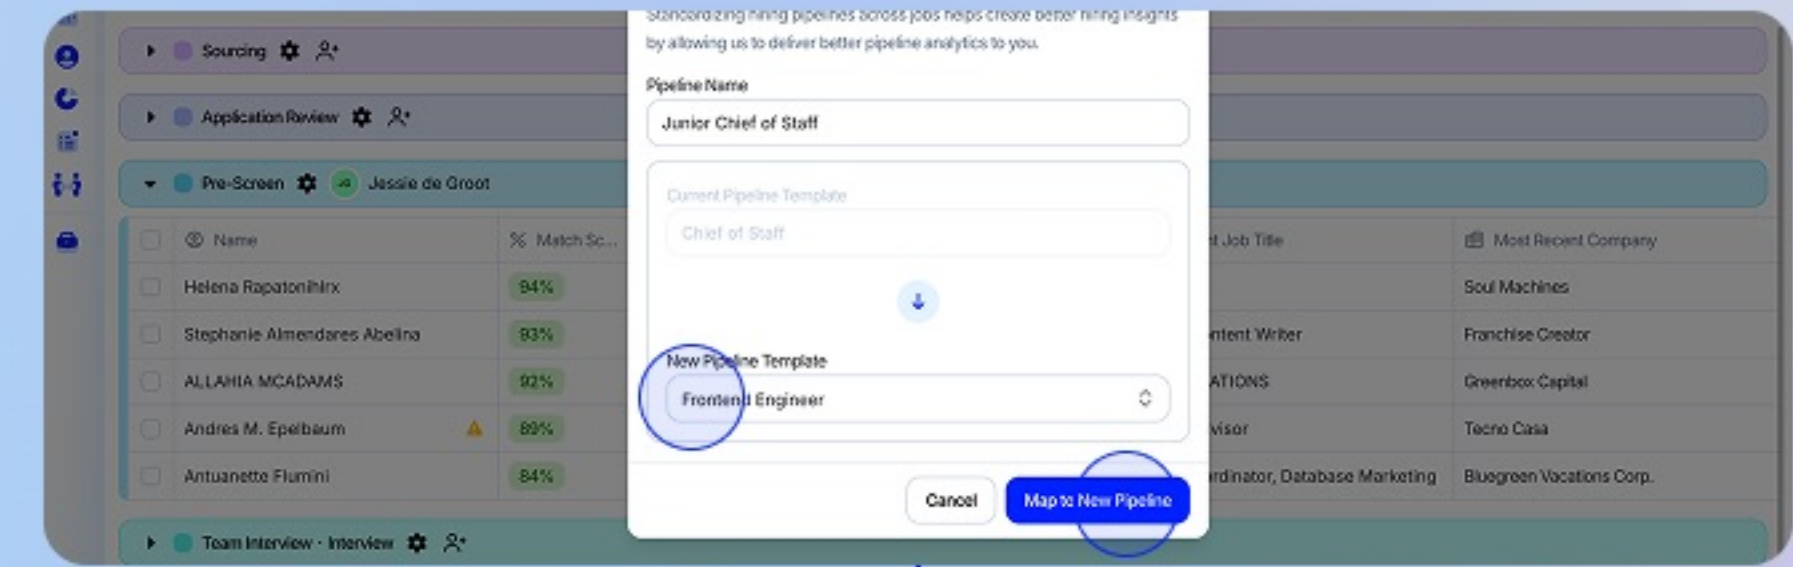 Sourcing
Application Review
Pre-Screen JG Jessie de Groot
Name % Match Sc...
Helena Rapatonihirx 94%
Stephanie Almendares Abelina 93%
ALLAHIA MCADAMS 92%
Andres M. Epelbaum 89%
Antuanette Flumini 84%
Team Interview · Interview
Standardizing hiring pipelines across jobs helps create better hiring insights
by allowing us to deliver better pipeline analytics to you.
Pipeline Name
Junior Chief of Staff
Current Pipeline Template
Chief of Staff
New Pipeline Template
Frontend Engineer
Cancel Map to New Pipeline
t Job Title Most Recent Company
Soul Machines
ntent Writer Franchise Creator
ATIONS Greenbox Capital
visor Tecno Casa
rdinator, Database Marketing Bluegreen Vacations Corp.